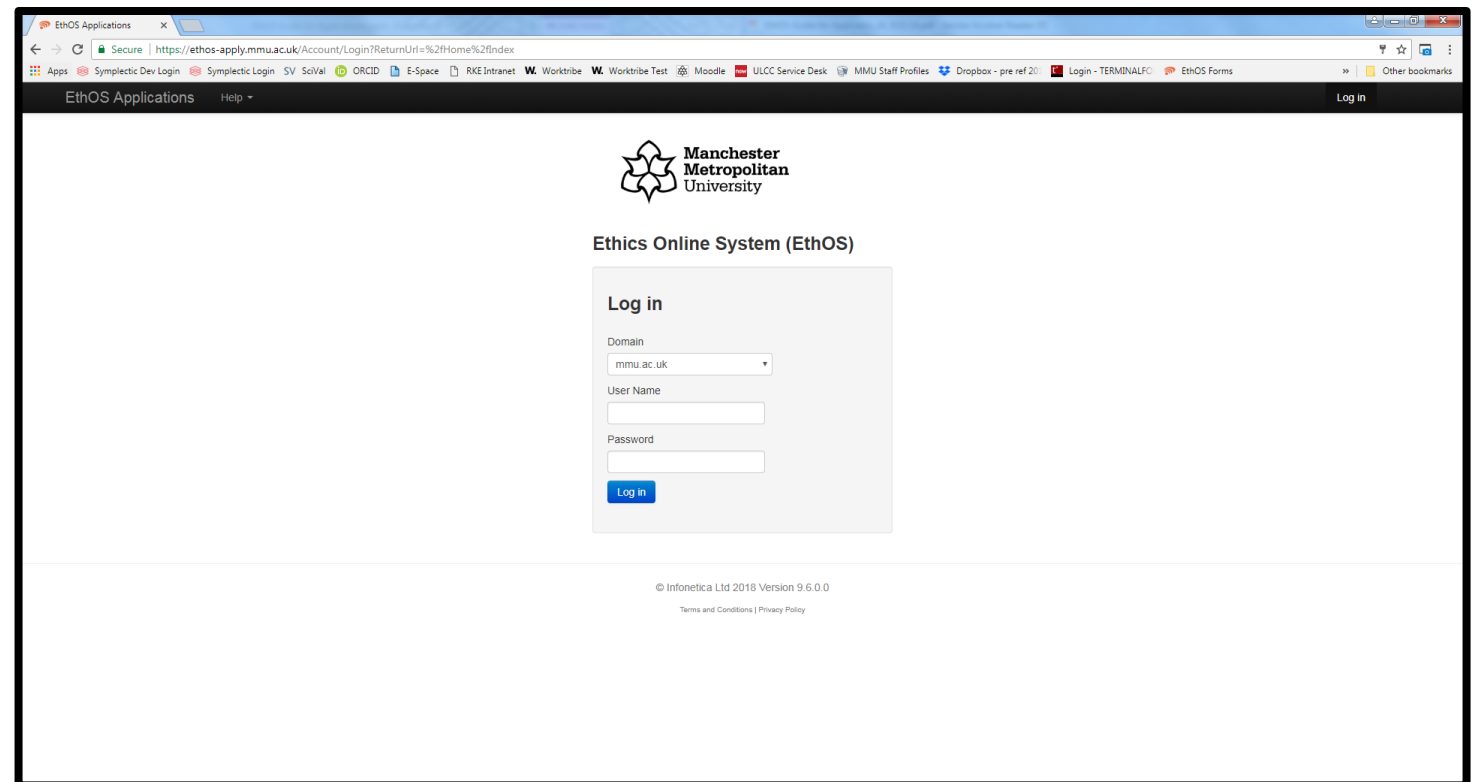 EthOS Applications
Secure | https://ethos-apply.mmu.ac.uk/Account/Login?ReturnUrl=%2fHome%2fIndex
Apps Symplectic Dev Login Symplectic Login SV SciVal ORCID E-Space RKE Intranet W. Worktribe W. Worktribe Test Moodle now ULCC Service Desk MMU Staff Profiles Dropbox - pre ref 20 Login - TERMINALFO EthOS Forms » Other bookmarks
EthOS Applications Help Log in
Manchester
Metropolitan
University
Ethics Online System (EthOS)
Log in
Domain
mmu.ac.uk
User Name
Password
Log in
© Infonetica Ltd 2018 Version 9.6.0.0
Terms and Conditions | Privacy Policy